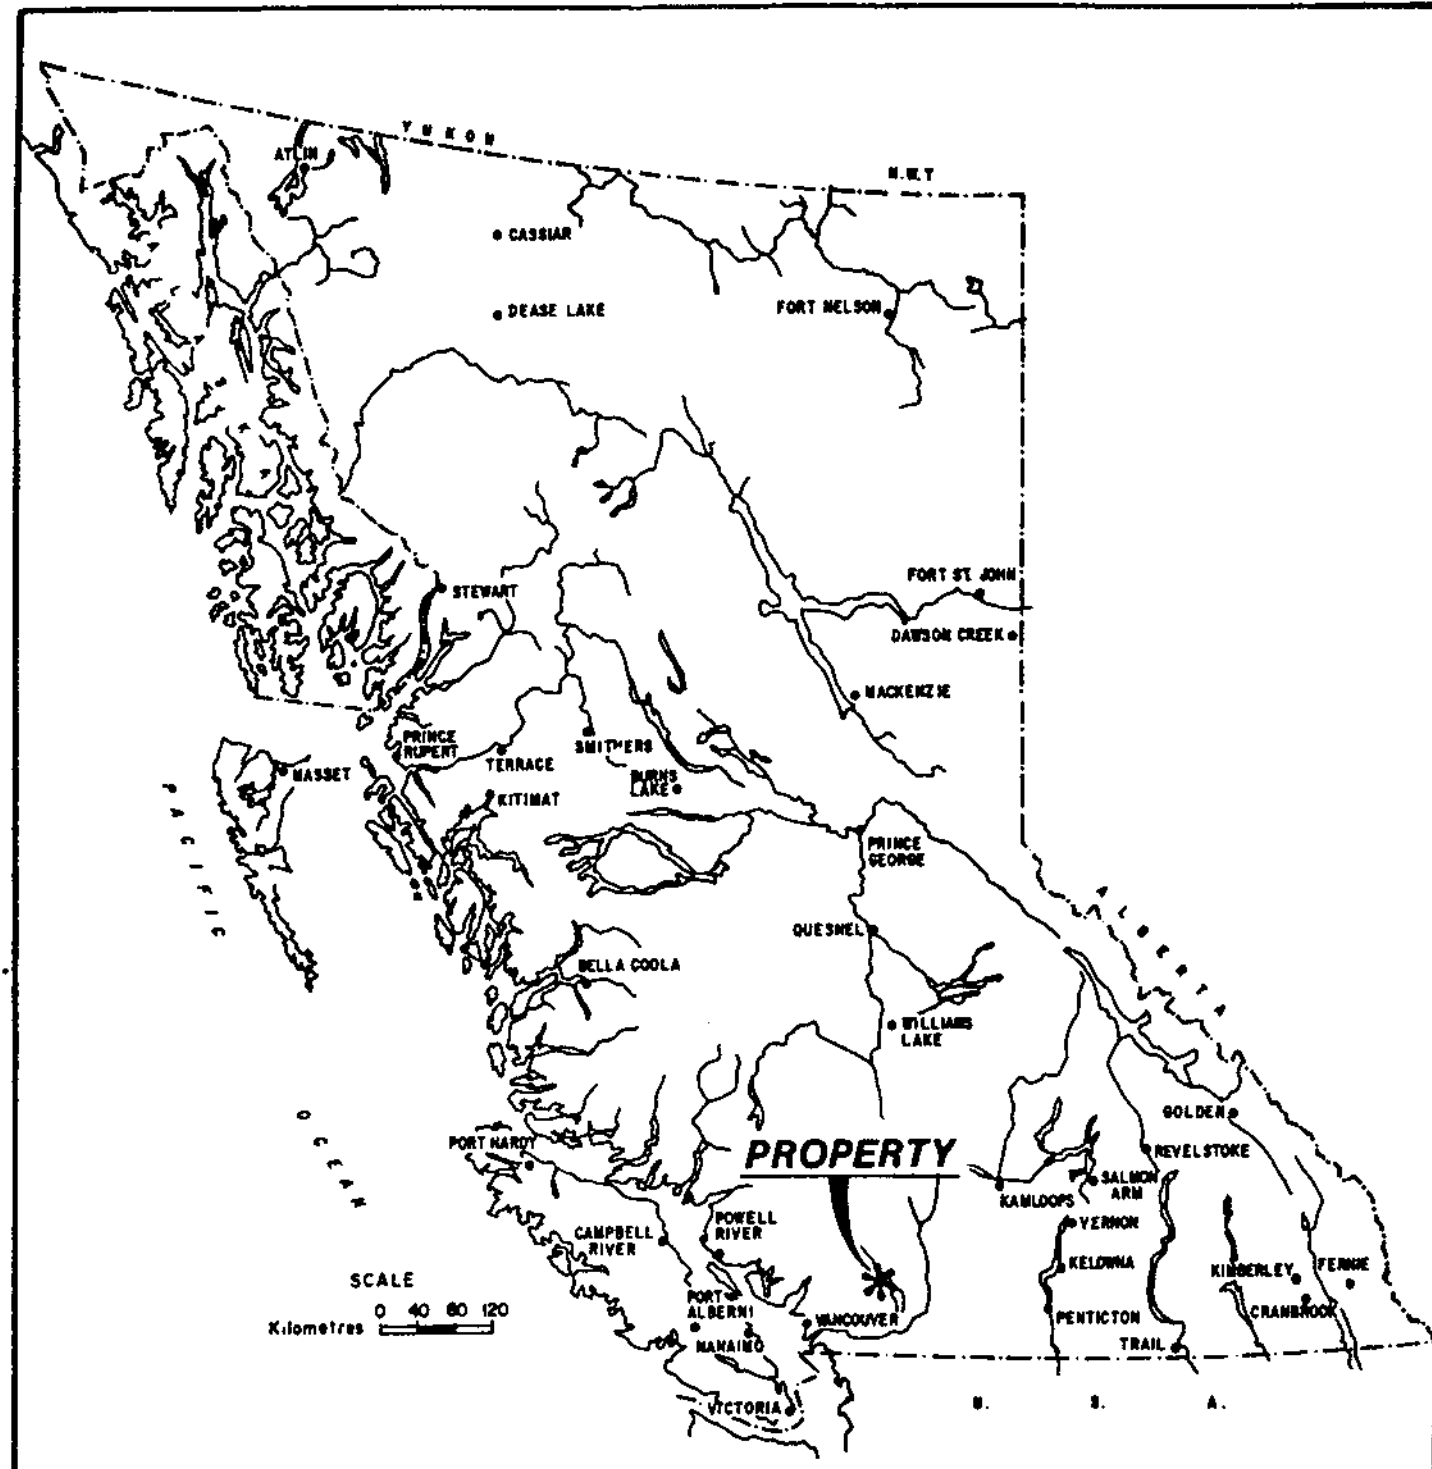 YUKON
N.W.T
ATLIN
CASSIAR
DEASE LAKE
FORT NELSON
STEWART
FORT ST. JOHN
DAWSON CREEK
MACKENZIE
PRINCE
RUPERT
TERRACE
SMITHERS
BURNS
LAKE
MASSET
KITIMAT
PRINCE
GEORGE
PACIFIC
ALBERTA
QUESNEL
BELLA COOLA
WILLIAMS
LAKE
OCEAN
GOLDEN
PORT HARDY
PROPERTY
REVELSTOKE
KAMLOOPS
SALMON
ARM
CAMPBELL
RIVER
POWELL
RIVER
VERNON
KELOWNA
KIMBERLEY
FERNIE
SCALE
0 40 80 120
Kilometres
PORT
ALBERNI
VANCOUVER
PENTICTON
CRANBROOK
NANAIMO
TRAIL
VICTORIA
U. S. A.